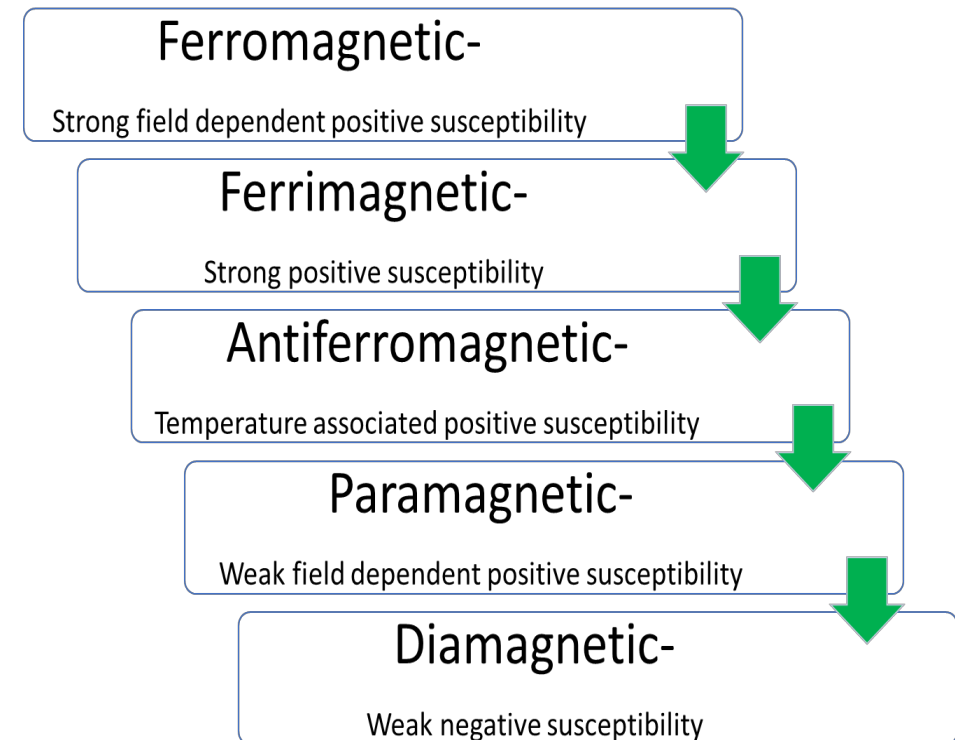 Ferromagnetic-
Strong field dependent positive susceptibility
Ferrimagnetic-
Strong positive susceptibility
Antiferromagnetic-
Temperature associated positive susceptibility
Paramagnetic-
Weak field dependent positive susceptibility
Diamagnetic-
Weak negative susceptibility